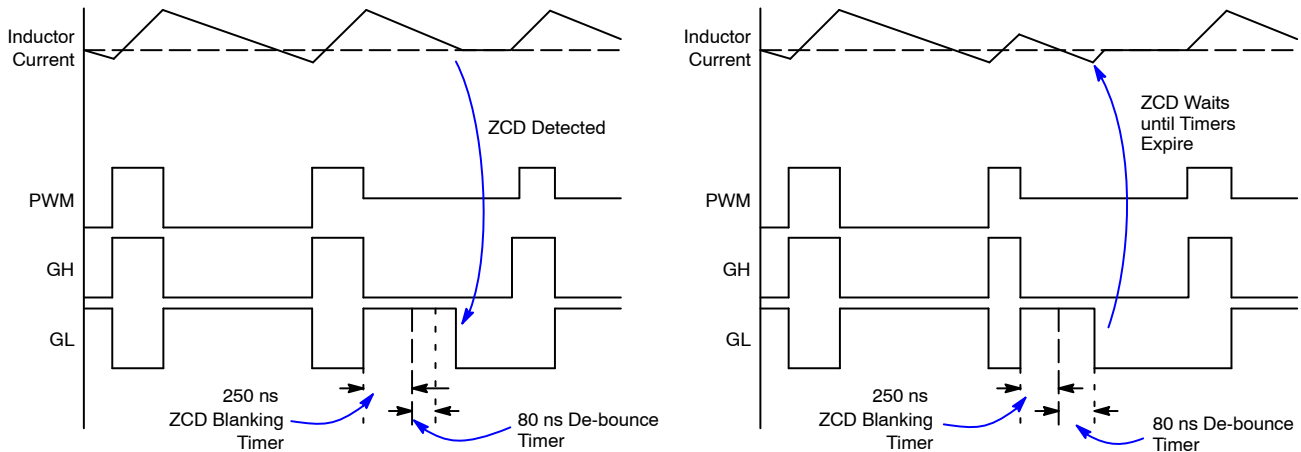 Inductor
Current
ZCD Detected
PWM
GH
GL
250 ns
ZCD Blanking
Timer
80 ns De-bounce
Timer
Inductor
Current
ZCD Waits
until Timers
Expire
PWM
GH
GL
250 ns
ZCD Blanking
Timer
80 ns De-bounce
Timer